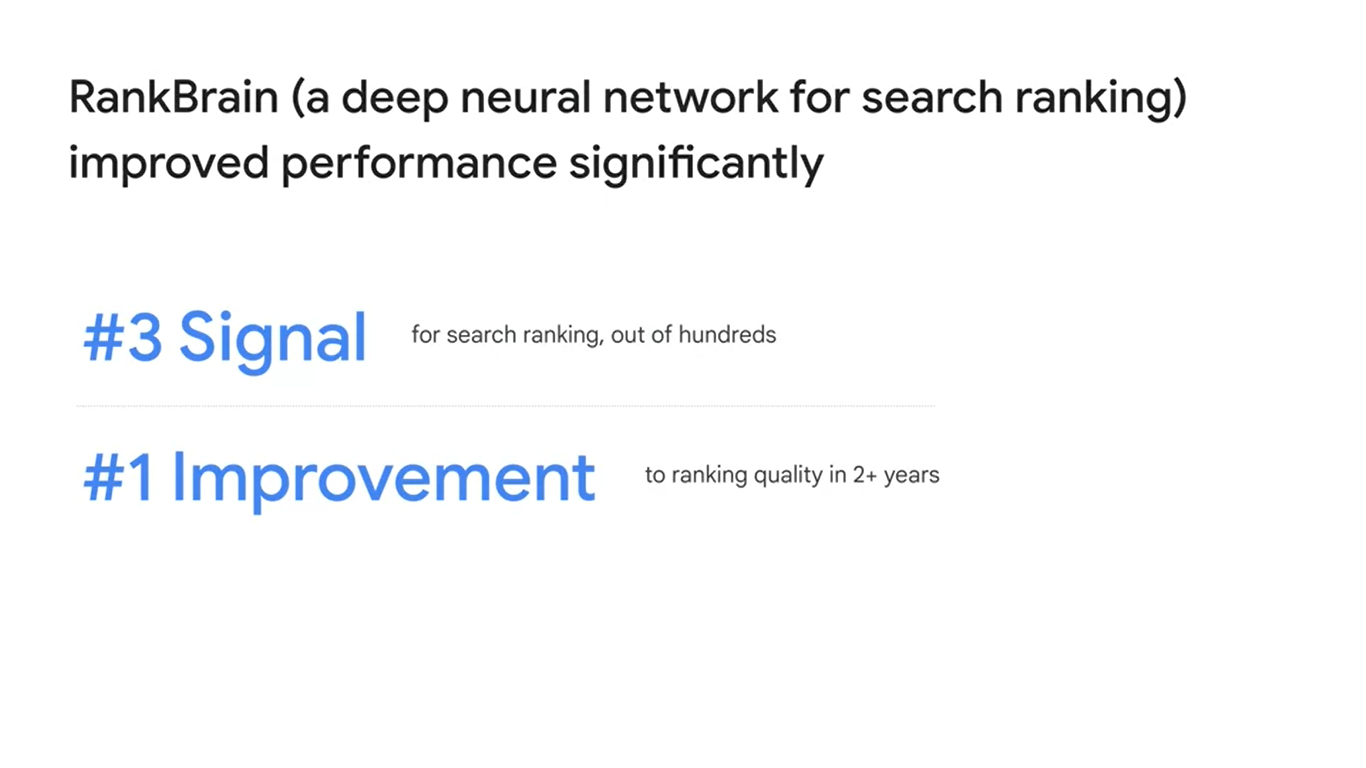 RankBrain (a deep neural network for search ranking)
improved performance significantly
#3 Signal for search ranking, out of hundreds
#1 Improvement to ranking quality in 2+ years